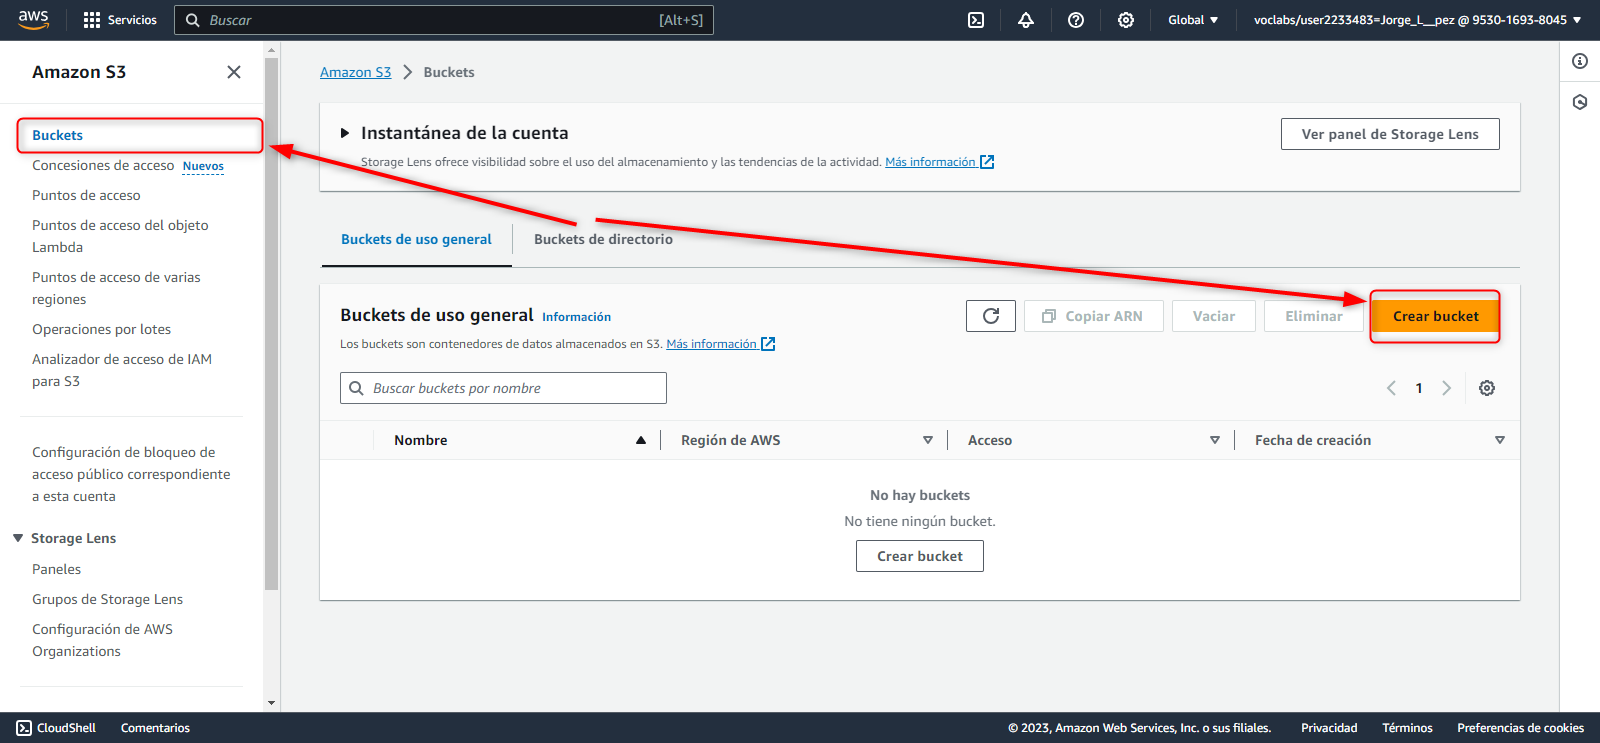 aws
Servicios
Buscar
[Alt+S]
Global
voclabs/user2233483=Jorge_L__pez @ 9530-1693-8045
Amazon S3
Buckets
Concesiones de acceso Nuevos
Puntos de acceso
Puntos de acceso del objeto
Lambda
Puntos de acceso de varias
regiones
Operaciones por lotes
Analizador de acceso de IAM
para S3
Configuración de bloqueo de
acceso público correspondiente
a esta cuenta
Storage Lens
Paneles
Grupos de Storage Lens
Configuración de AWS
Organizations
Amazon S3 > Buckets
Instantánea de la cuenta
Ver panel de Storage Lens
Storage Lens ofrece visibilidad sobre el uso del almacenamiento y las tendencias de la actividad. Más información
Buckets de uso general
Buckets de directorio
Buckets de uso general Información
Copiar ARN
Vaciar
Eliminar
Crear bucket
Los buckets son contenedores de datos almacenados en S3. Más información
Buscar buckets por nombre
1
Nombre
Región de AWS
Acceso
Fecha de creación
No hay buckets
No tiene ningún bucket.
Crear bucket
CloudShell
Comentarios
© 2023, Amazon Web Services, Inc. o sus filiales.
Privacidad
Términos
Preferencias de cookies